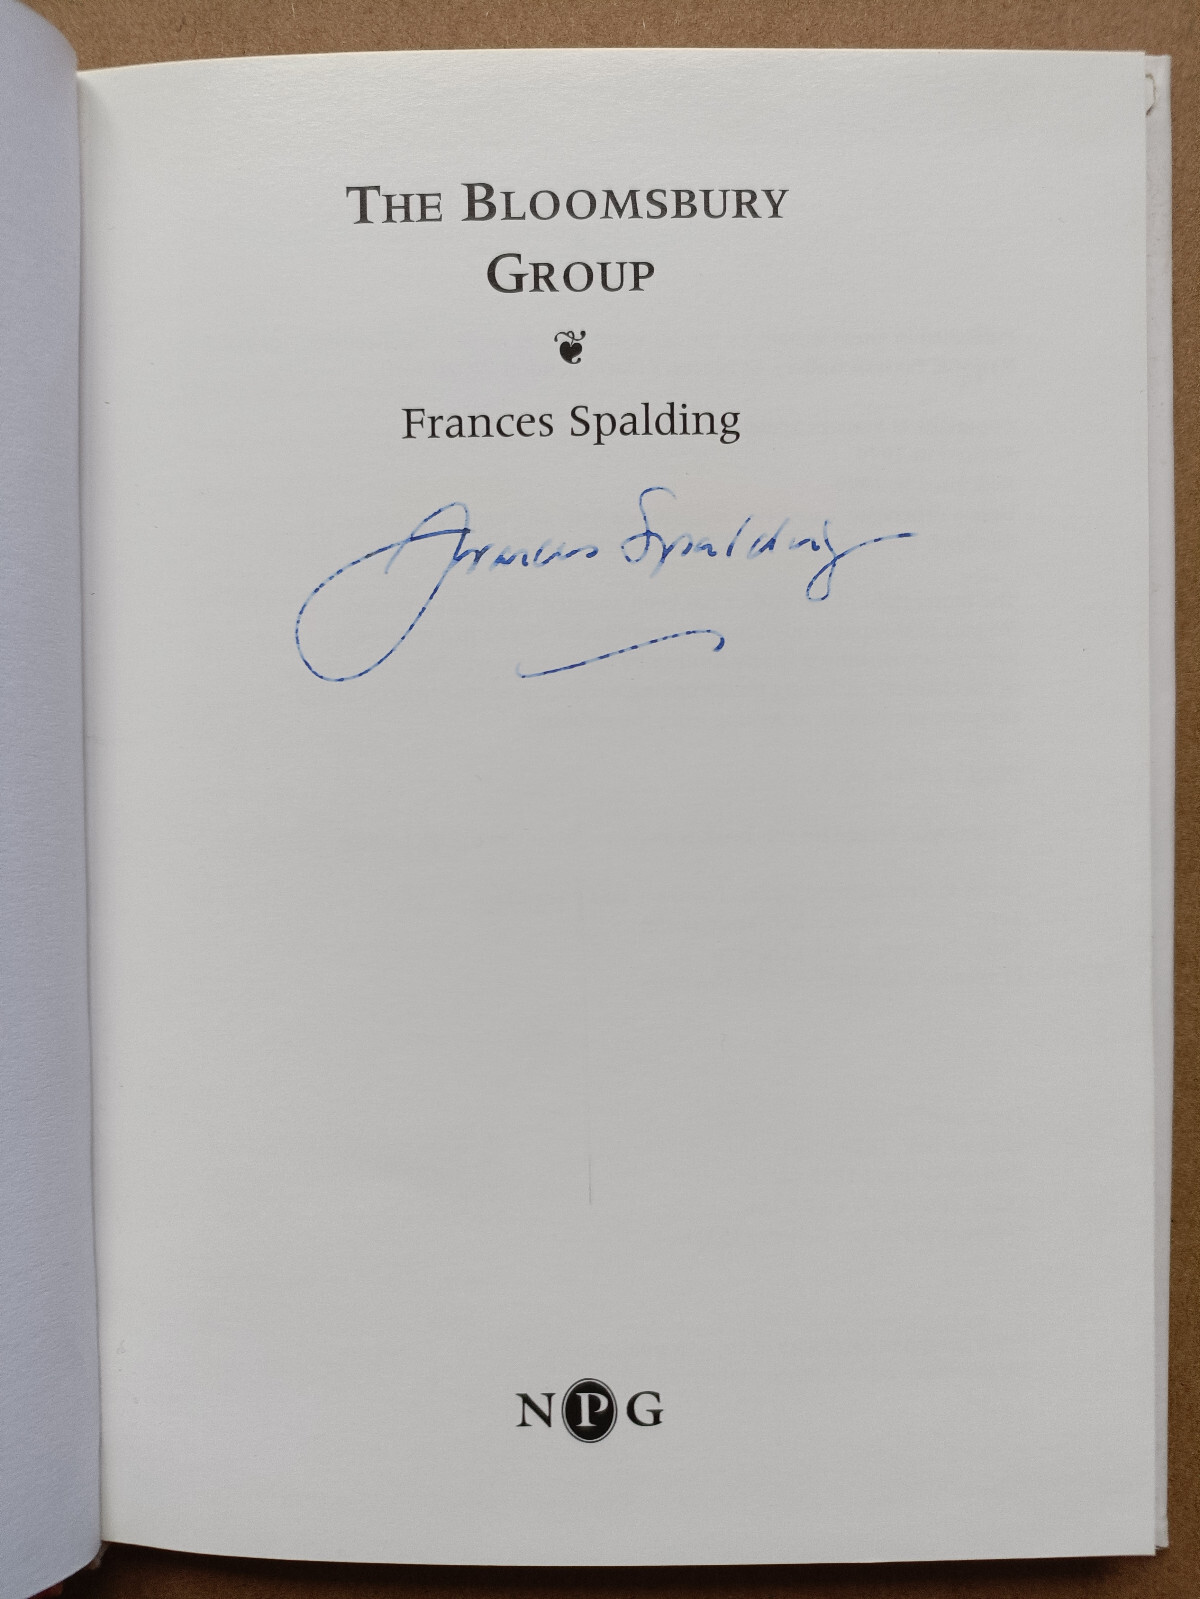 THE BLOOMSBURY
GROUP
Frances Spalding
Frances Spalding
NPG